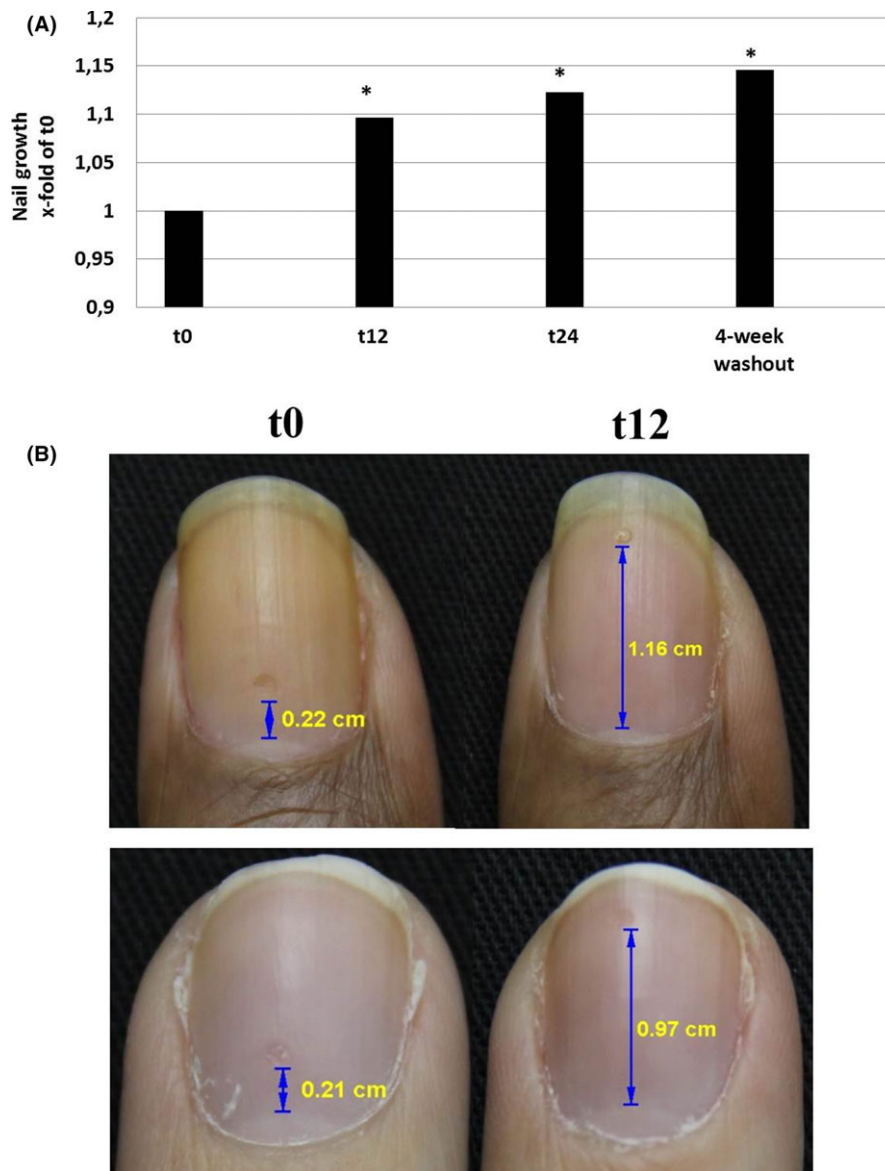 (A)
Nail growth
x-fold of t0
1,2
1,15
1,1
1,05
1
0,95
0,9
*
*
*
t0
t12
t24
4-week
washout
(B)
t0
t12
0.22 cm
1.16 cm
0.21 cm
0.97 cm